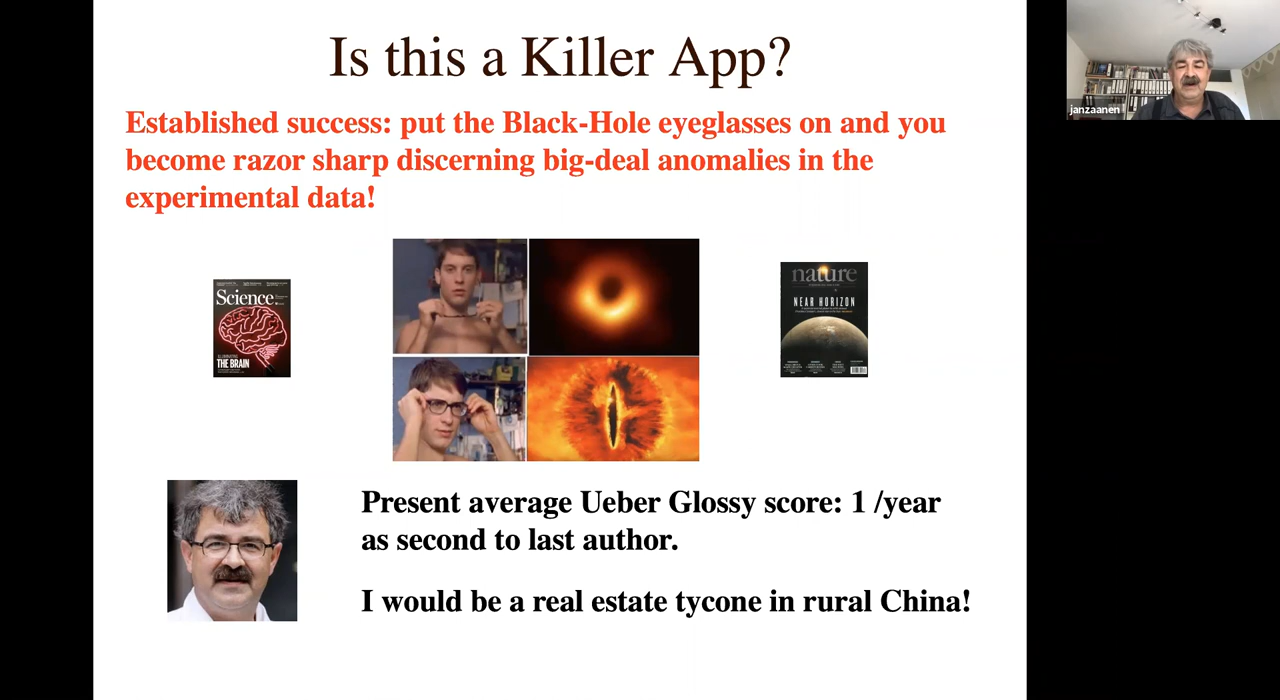 Is this a Killer App?
janzaanen
Established success: put the Black-Hole eyeglasses on and you
become razor sharp discerning big-deal anomalies in the
experimental data!
Science
THE BRAIN
nature
NEAR HORIZON
Present average Ueber Glossy score: 1 /year
as second to last author.
I would be a real estate tycone in rural China!